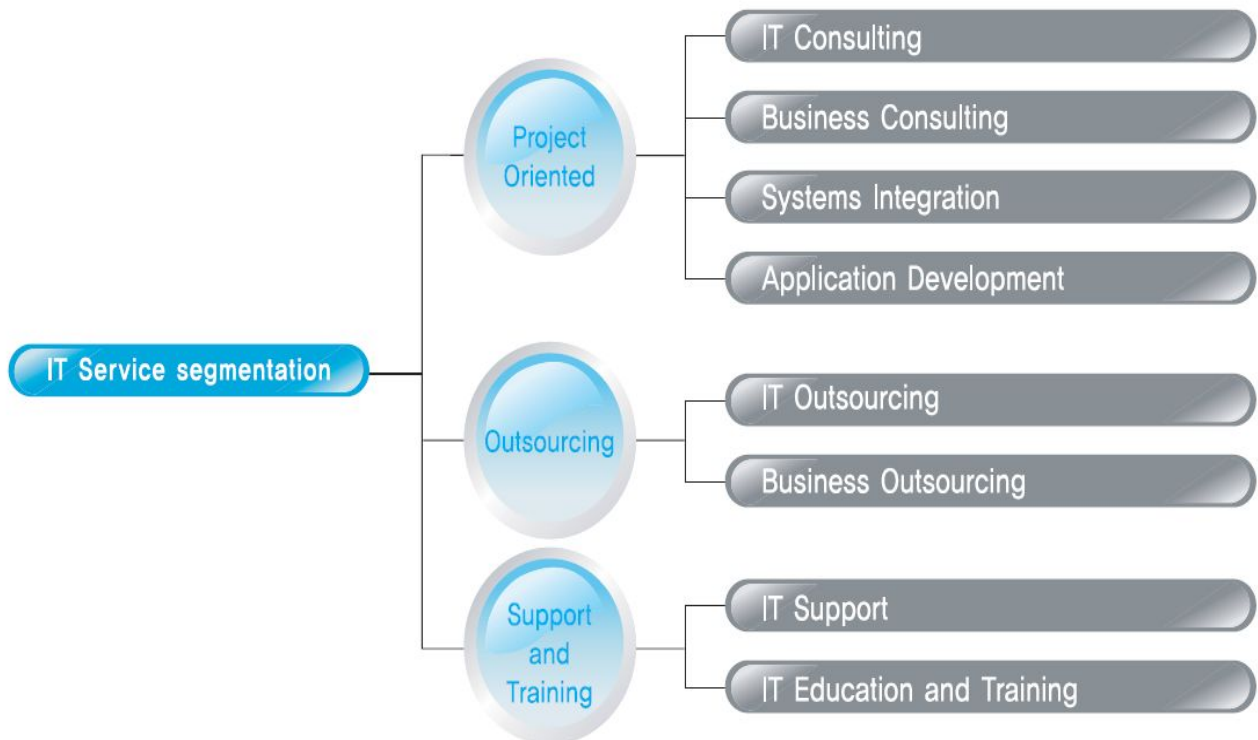 IT Service segmentation
Project
Oriented
IT Consulting
Business Consulting
Systems Integration
Application Development
Outsourcing
IT Outsourcing
Business Outsourcing
Support
and
Training
IT Support
IT Education and Training